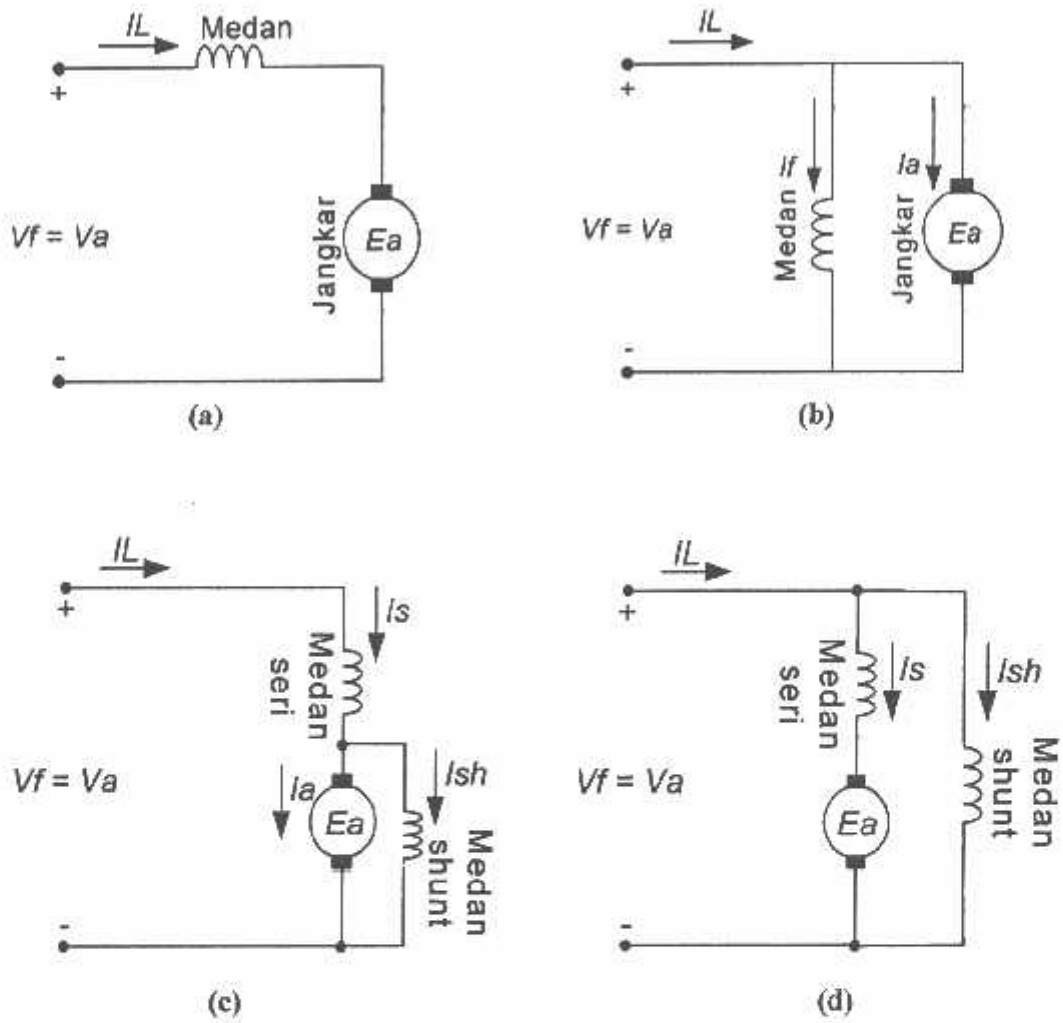 IL
Medan
+
Vf = Va
Jangkar
Ea
-
(a)
IL
+
Vf = Va
If
Medan
Ia
Jangkar
Ea
-
(b)
IL
+
Is
Medan
seri
Vf = Va
Ia
Ea
Ish
Medan
shunt
-
(c)
IL
+
Is
Medan
seri
Ish
Medan
shunt
Vf = Va
Ea
-
(d)